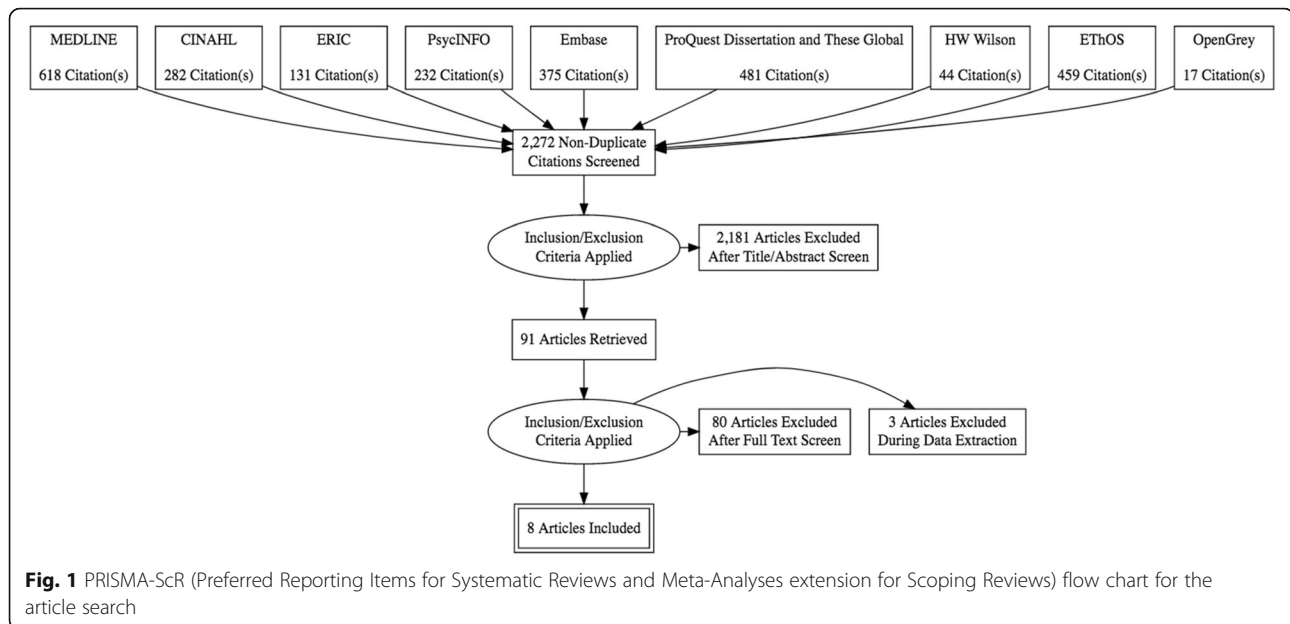 MEDLINE
618 Citation(s)
CINAHL
282 Citation(s)
ERIC
131 Citation(s)
PsycINFO
232 Citation(s)
Embase
375 Citation(s)
ProQuest Dissertation and These Global
481 Citation(s)
HW Wilson
44 Citation(s)
EThOS
459 Citation(s)
OpenGrey
17 Citation(s)
2,272 Non-Duplicate
Citations Screened
Inclusion/Exclusion
Criteria Applied
2,181 Articles Excluded
After Title/Abstract Screen
91 Articles Retrieved
Inclusion/Exclusion
Criteria Applied
80 Articles Excluded
After Full Text Screen
3 Articles Excluded
During Data Extraction
8 Articles Included
Fig. 1 PRISMA-ScR (Preferred Reporting Items for Systematic Reviews and Meta-Analyses extension for Scoping Reviews) flow chart for the
article search